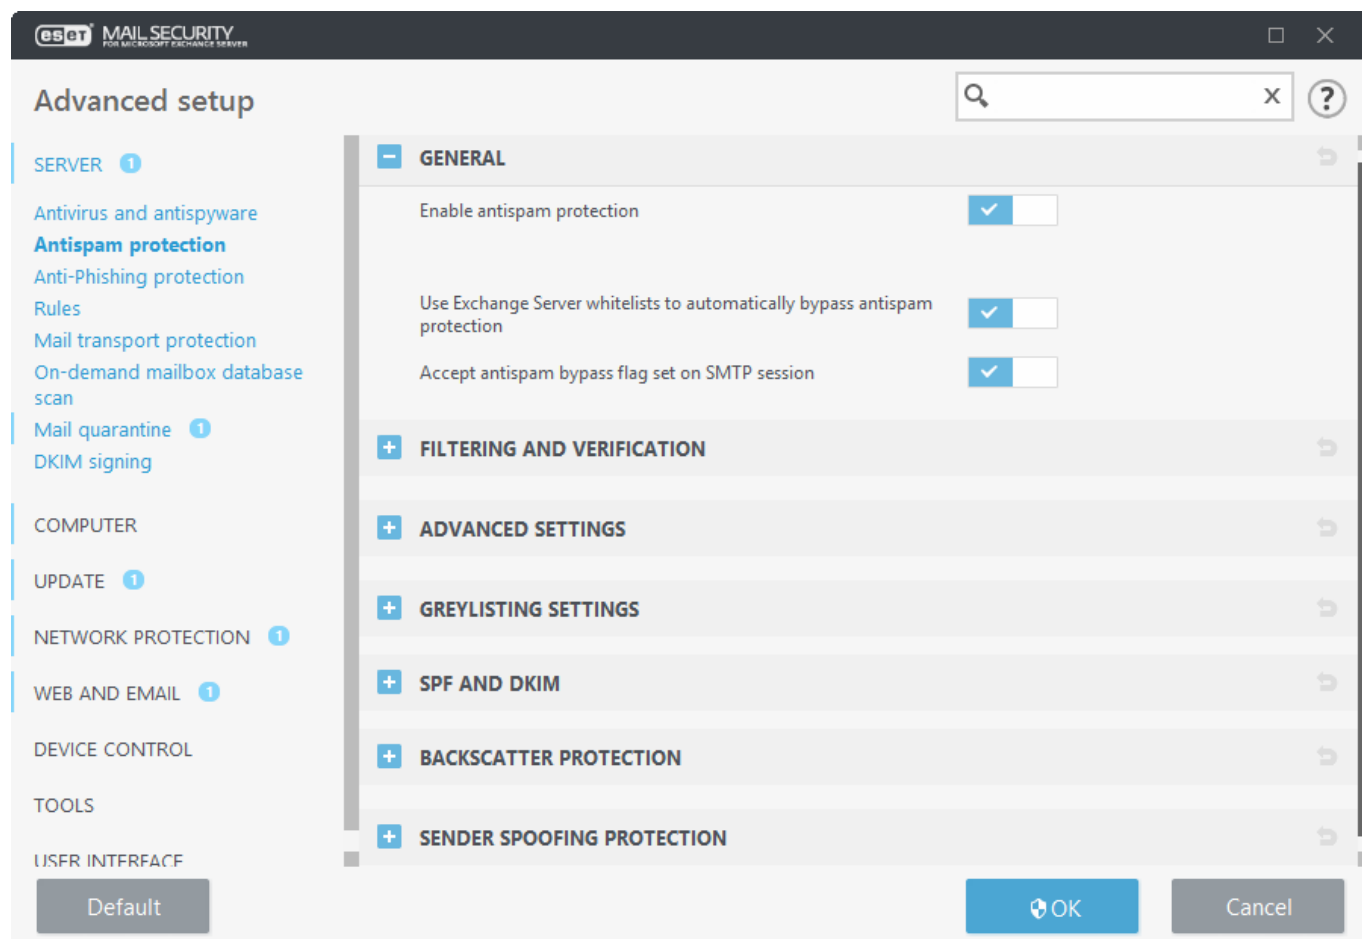 eset MAIL SECURITY
FOR MICROSOFT EXCHANGE SERVER
Advanced setup
X
?
SERVER 1
Antivirus and antispyware
Antispam protection
Anti-Phishing protection
Rules
Mail transport protection
On-demand mailbox database
scan
Mail quarantine 1
DKIM signing
COMPUTER
UPDATE 1
NETWORK PROTECTION 1
WEB AND EMAIL 1
DEVICE CONTROL
TOOLS
USER INTERFACE
GENERAL
Enable antispam protection
Use Exchange Server whitelists to automatically bypass antispam
protection
Accept antispam bypass flag set on SMTP session
FILTERING AND VERIFICATION
ADVANCED SETTINGS
GREYLISTING SETTINGS
SPF AND DKIM
BACKSCATTER PROTECTION
SENDER SPOOFING PROTECTION
Default
OK
Cancel